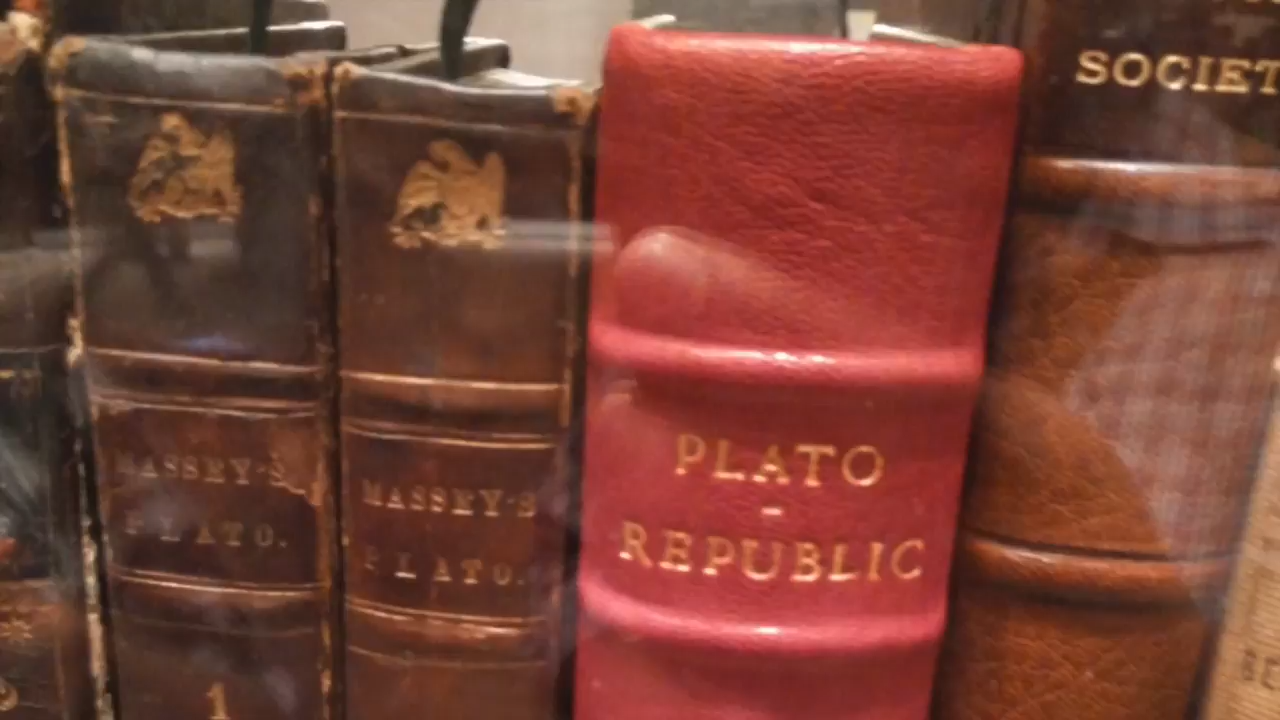 MASSEY'S
PLATO.
1
MASSEY'S
PLATO.
PLATO
-
REPUBLIC
SOCIET